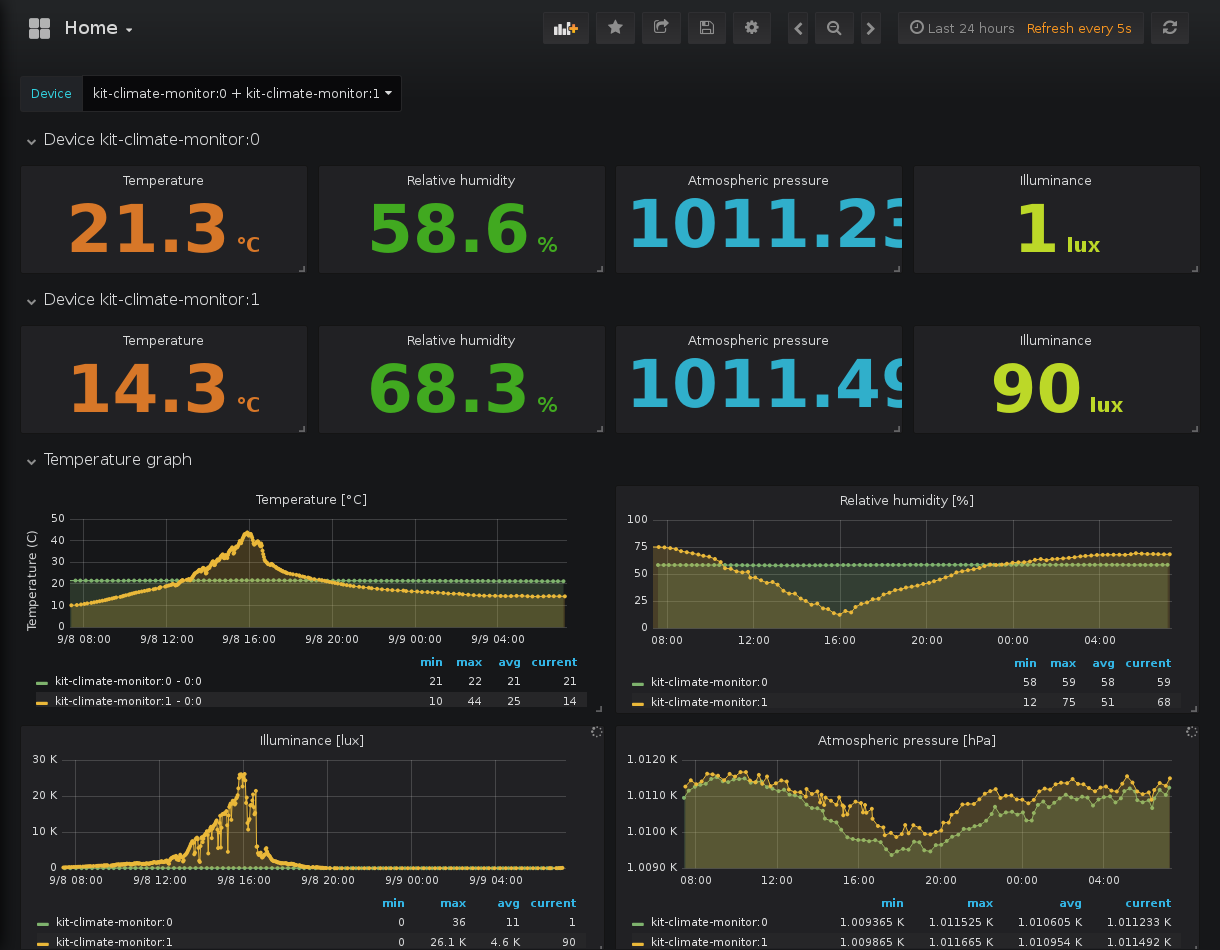 Home
Last 24 hours Refresh every 5s
Device kit-climate-monitor:0 + kit-climate-monitor:1
Device kit-climate-monitor:0
Temperature
21.3 °C
Relative humidity
58.6 %
Atmospheric pressure
1011.23
Illuminance
1 lux
Device kit-climate-monitor:1
Temperature
14.3 °C
Relative humidity
68.3 %
Atmospheric pressure
1011.49
Illuminance
90 lux
Temperature graph
Temperature [°C]
Temperature (C)
50
40
30
20
10
0
9/8 08:00 9/8 12:00 9/8 16:00 9/8 20:00 9/9 00:00 9/9 04:00
min max avg current
kit-climate-monitor:0 - 0:0 21 22 21 21
kit-climate-monitor:1 - 0:0 10 44 25 14
Relative humidity [%]
100
75
50
25
0
08:00 12:00 16:00 20:00 00:00 04:00
min max avg current
kit-climate-monitor:0 58 59 58 59
kit-climate-monitor:1 12 75 51 68
Illuminance [lux]
30 K
20 K
10 K
0
9/8 08:00 9/8 12:00 9/8 16:00 9/8 20:00 9/9 00:00 9/9 04:00
min max avg current
kit-climate-monitor:0 0 36 11 1
kit-climate-monitor:1 0 26.1 K 4.6 K 90
Atmospheric pressure [hPa]
1.0120 K
1.0110 K
1.0100 K
1.0090 K
08:00 12:00 16:00 20:00 00:00 04:00
min max avg current
kit-climate-monitor:0 1.009365 K 1.011525 K 1.010605 K 1.011233 K
kit-climate-monitor:1 1.009865 K 1.011665 K 1.010954 K 1.011492 K